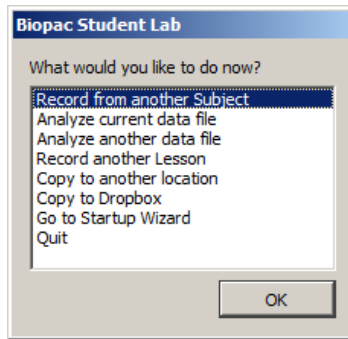 Biopac Student Lab
What would you like to do now?
Record from another Subject
Analyze current data file
Analyze another data file
Record another Lesson
Copy to another location
Copy to Dropbox
Go to Startup Wizard
Quit
OK